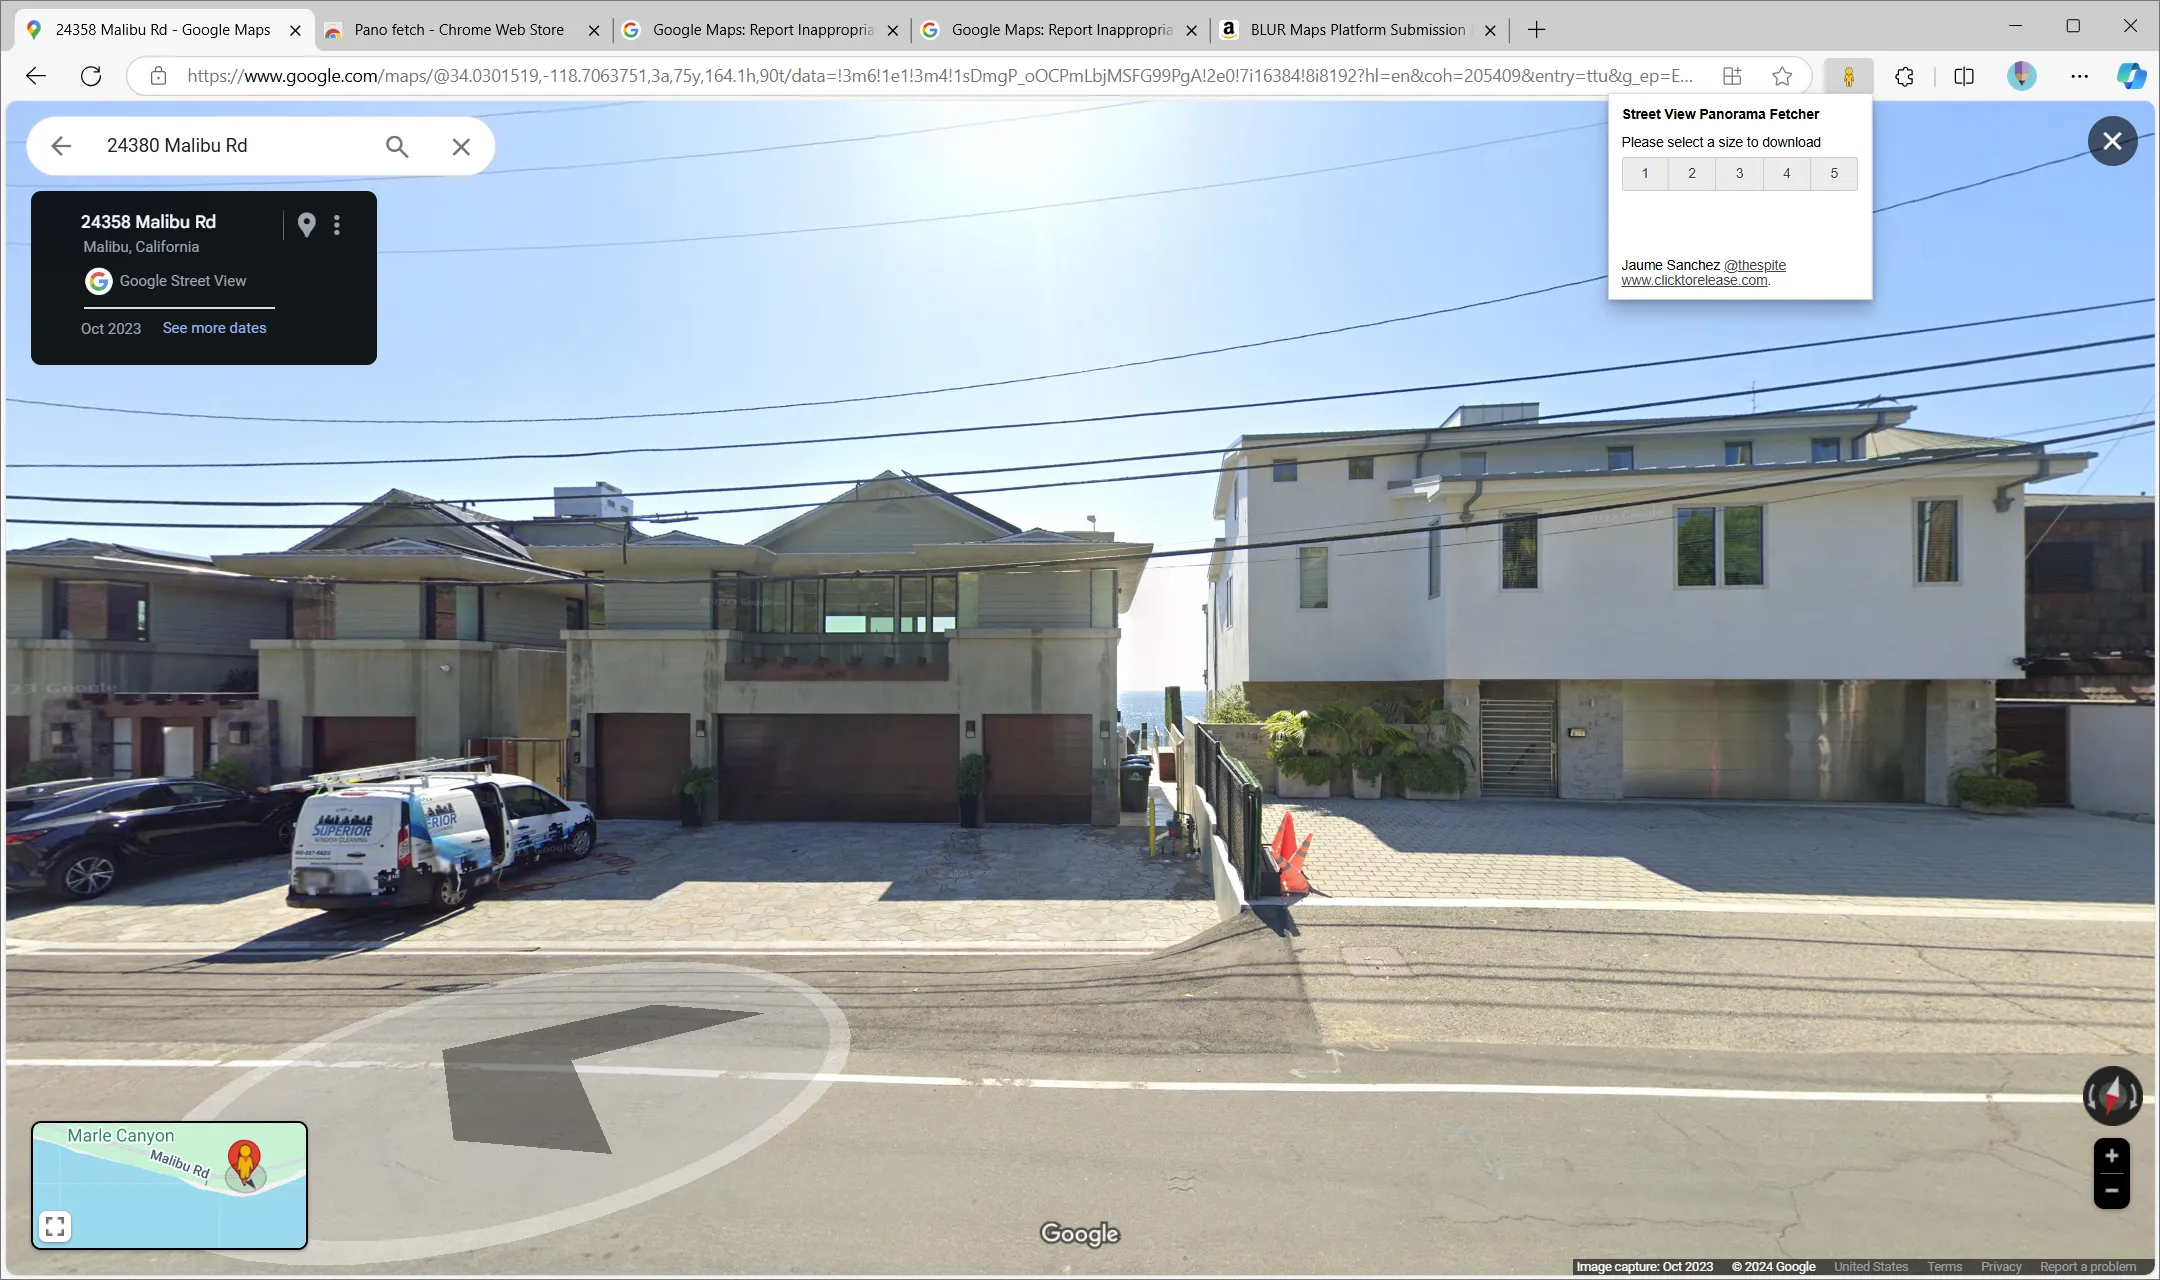 24358 Malibu Rd - Google Maps
Pano fetch - Chrome Web Store
Google Maps: Report Inappropria
Google Maps: Report Inappropria
BLUR Maps Platform Submission
https://www.google.com/maps/@34.0301519,-118.7063751,3a,75y,164.1h,90t/data=!3m6!1e1!3m4!1sDmgP_oOCPmLbjMSFG99PgA!2e0!7i16384!8i8192?hl=en&coh=205409&entry=ttu&g_ep=E...
Street View Panorama Fetcher
Please select a size to download
1 2 3 4 5
Jaume Sanchez @thespite
www.clicktorelease.com.
24380 Malibu Rd
24358 Malibu Rd
Malibu, California
Google Street View
Oct 2023 See more dates
SUPERIOR
WINDOW CLEANING
Marle Canyon
Malibu Rd
Google
Image capture: Oct 2023 © 2024 Google United States Terms Privacy Report a problem